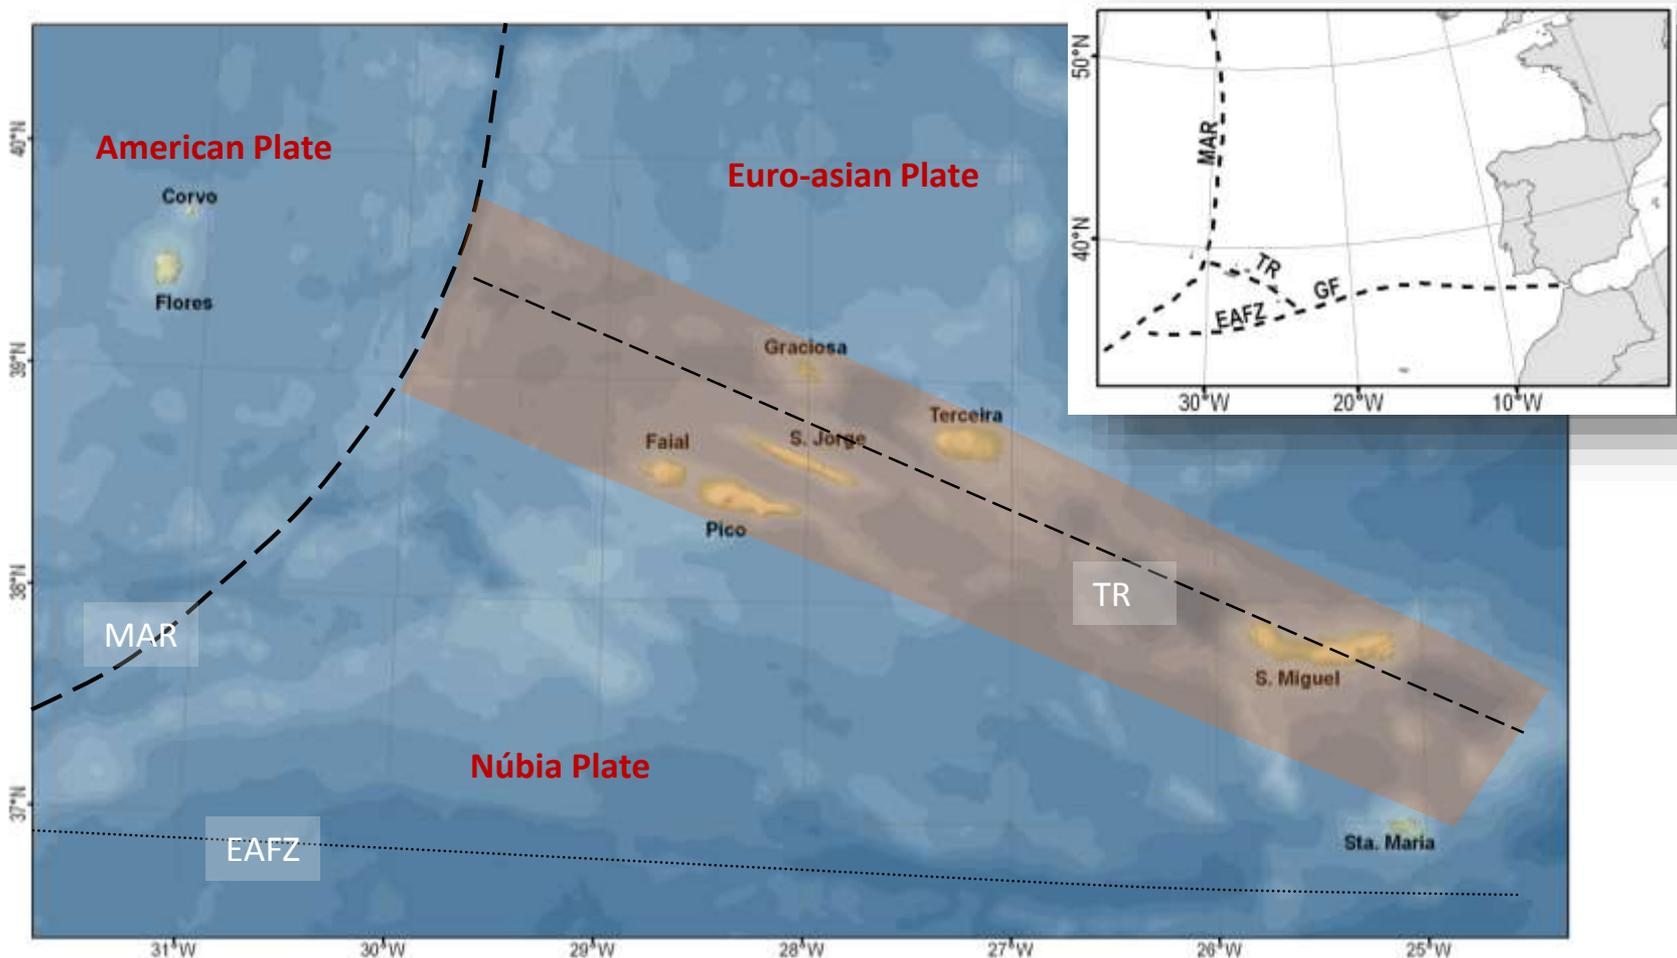 American Plate
Euro-asian Plate
Núbia Plate
Corvo
Flores
Graciosa
Terceira
S. Jorge
Faial
Pico
S. Miguel
Sta. Maria
MAR
TR
EAFZ
40°N
39°N
38°N
37°N
31°W
30°W
29°W
28°W
27°W
26°W
25°W
50°N
40°N
MAR
TR
GF
EAFZ
30°W
20°W
10°W